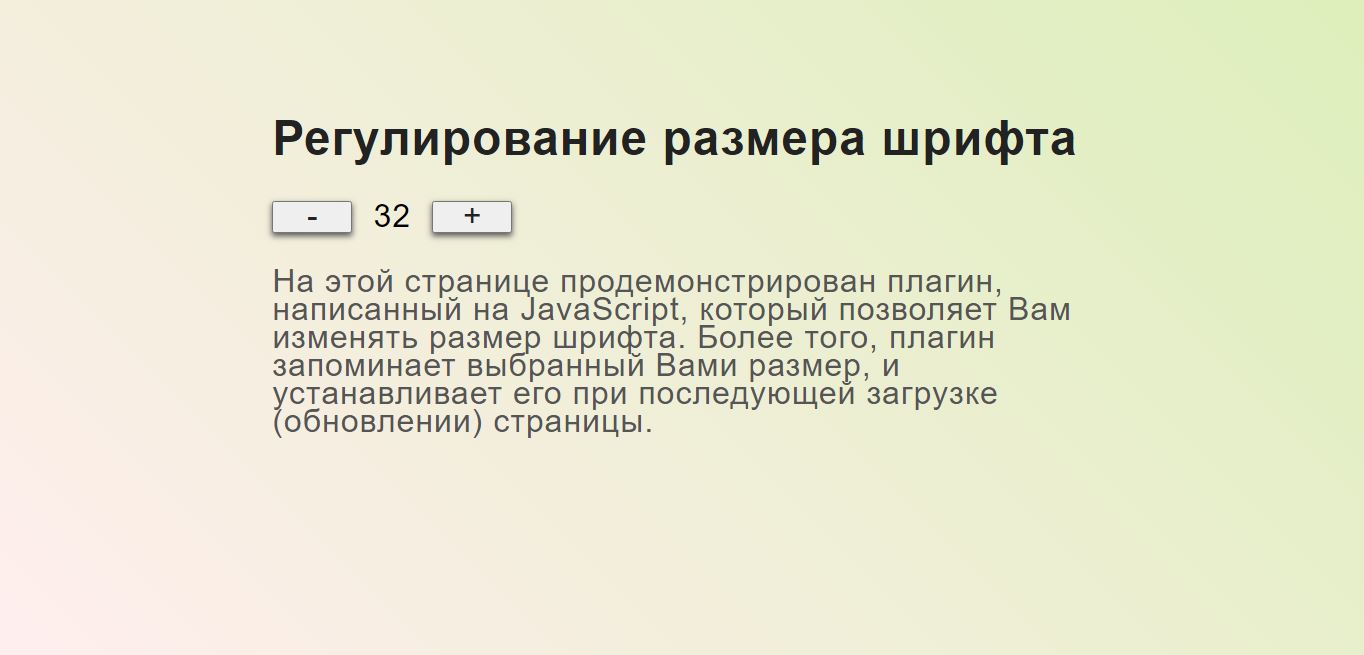 Регулирование размера шрифта
- 32 +
На этой странице продемонстрирован плагин,
написанный на JavaScript, который позволяет Вам
изменять размер шрифта. Более того, плагин
запоминает выбранный Вами размер, и
устанавливает его при последующей загрузке
(обновлении) страницы.